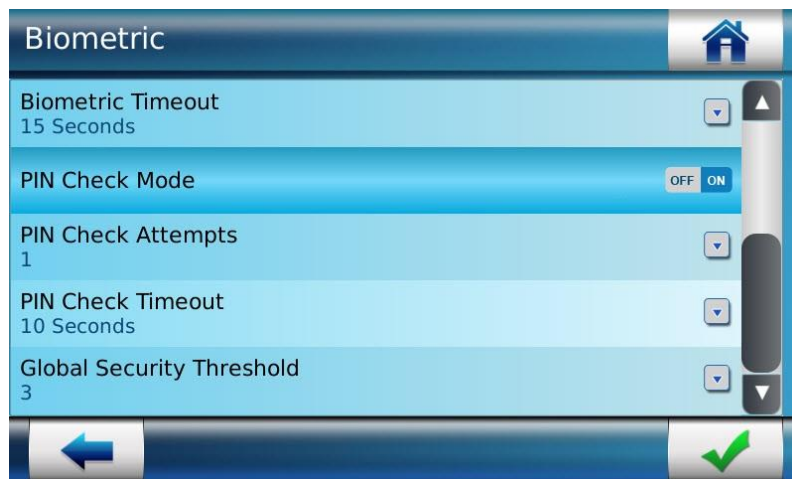 Biometric
Biometric Timeout
15 Seconds
PIN Check Mode
OFF ON
PIN Check Attempts
1
PIN Check Timeout
10 Seconds
Global Security Threshold
3